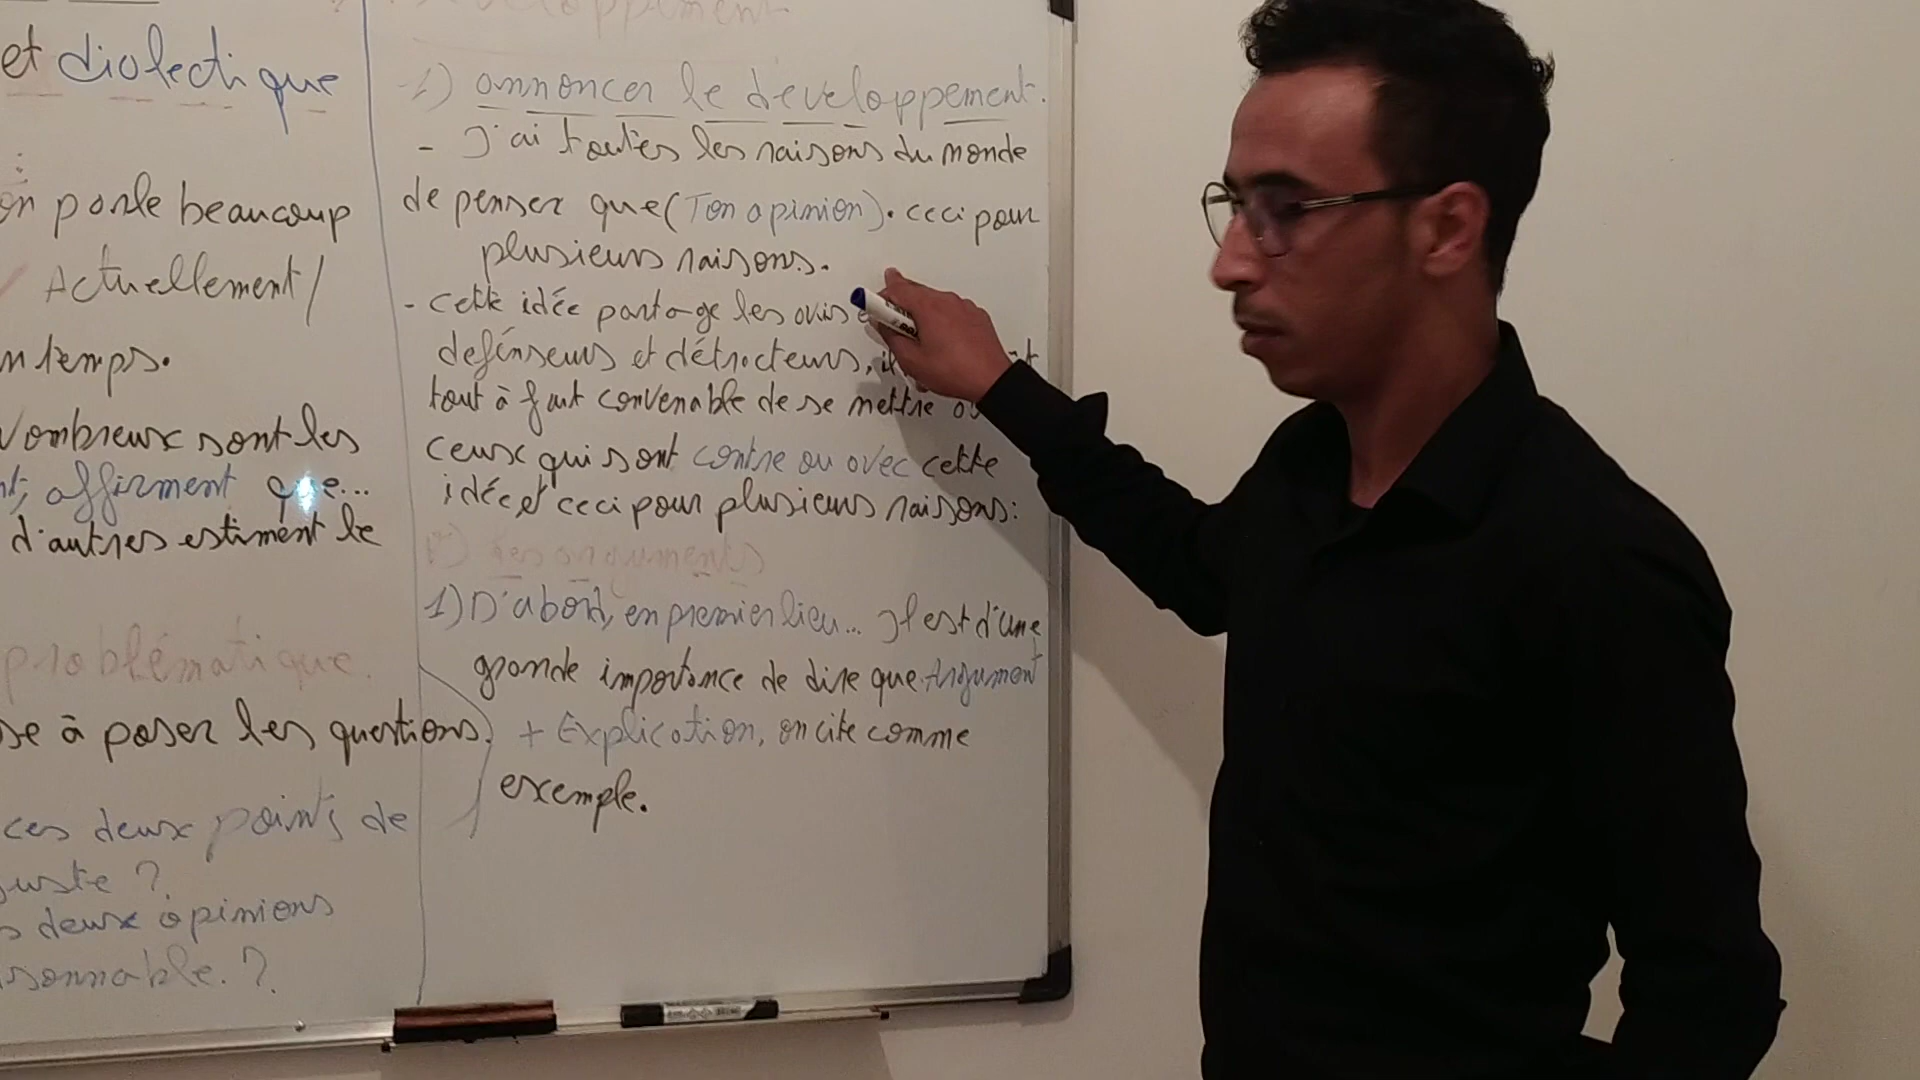 et dialectique
on parle beaucoup
Actuellement/
temps.
Nombreux sont les
affirment que...
d'autres estiment le
problématique.
se à poser les questions.
ces deux points de
juste ?
deux opinions
sonnable. ?
développement
1) annoncer le développement.
- J'ai toutes les raisons du monde
de penser que (Ton opinion). ceci pour
plusieurs raisons.
- cette idée partage les avis
défenseurs et détracteurs,
tout à fait convenable de se mettre
ceux qui sont contre ou avec cette
idée et ceci pour plusieurs raisons:
les arguments
1) D'abord, en premier lieu... Il est d'une
grande importance de dire que Argument
+ Explication, on cite comme
exemple.